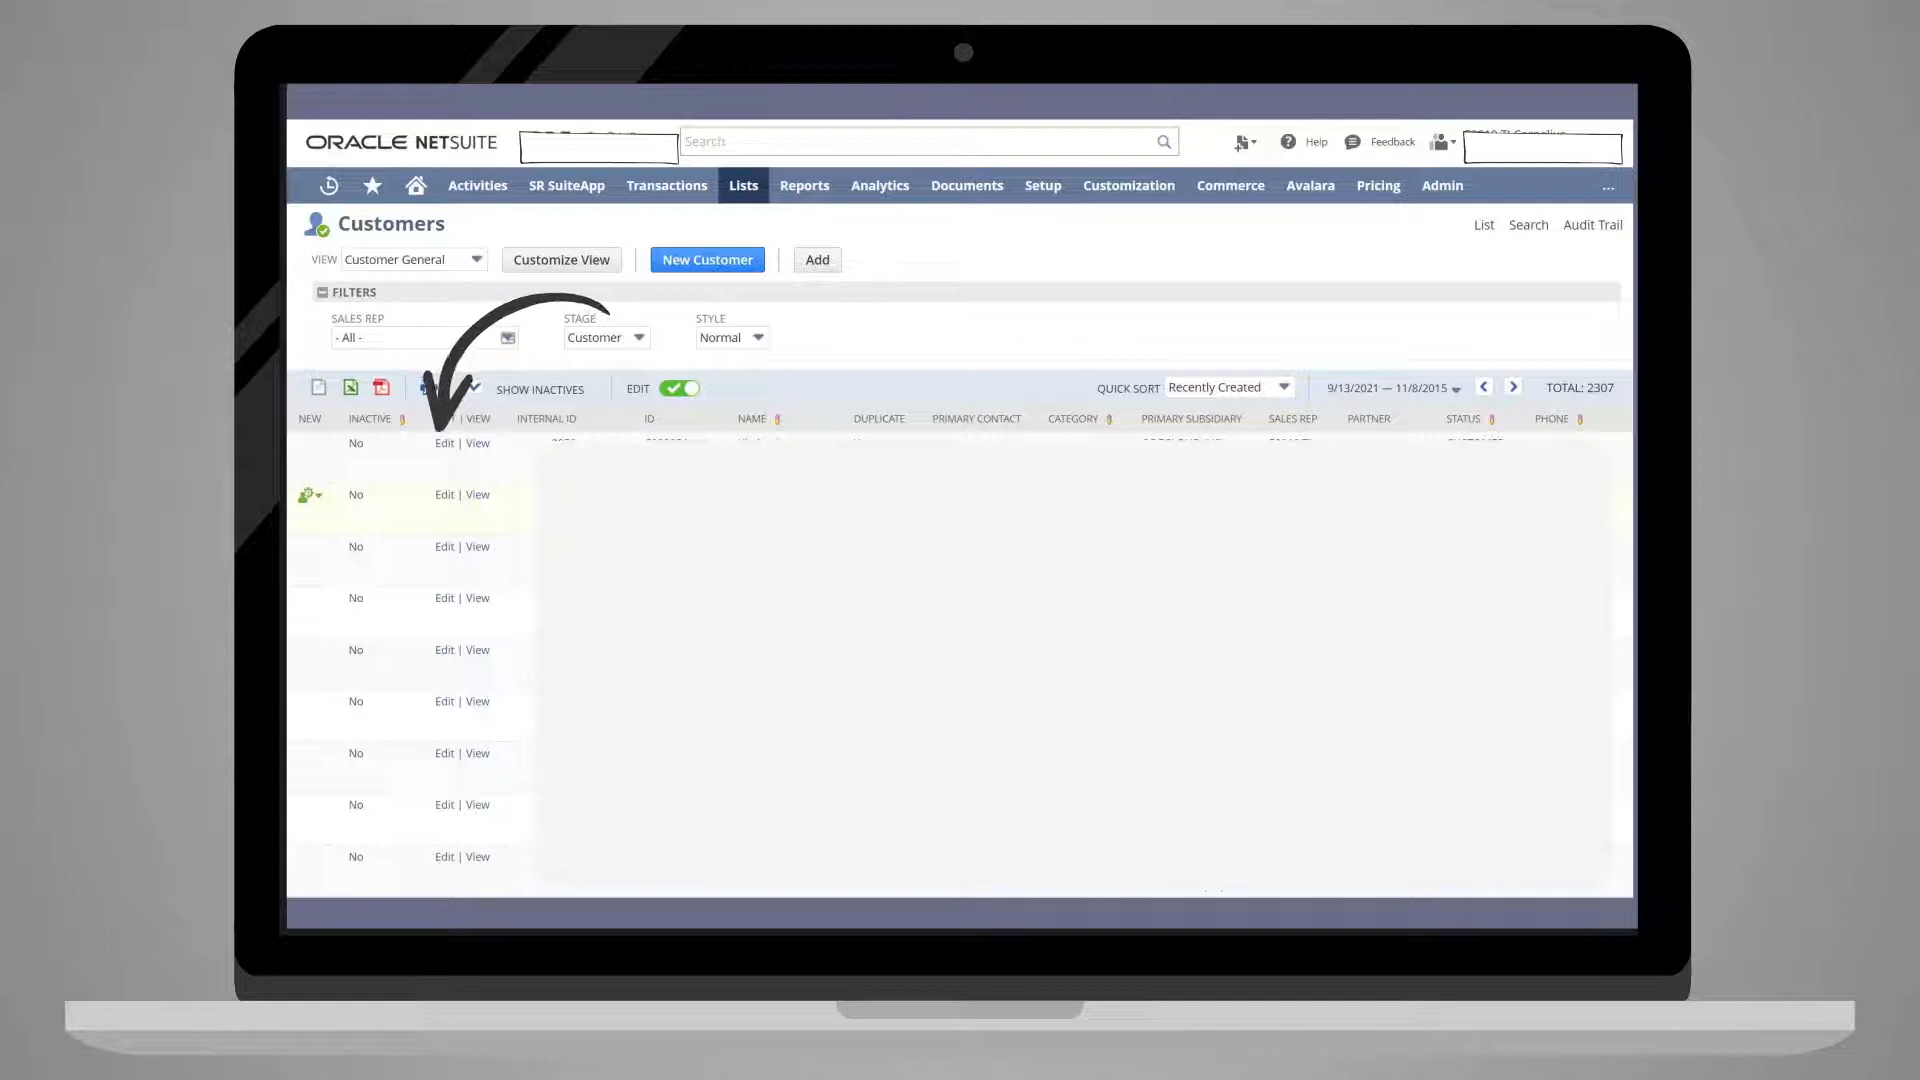 ORACLE NETSUITE
Search
Help
Feedback
Activities SR SuiteApp Transactions Lists Reports Analytics Documents Setup Customization Commerce Avalara Pricing Admin ...
Customers
List Search Audit Trail
VIEW Customer General Customize View New Customer Add
FILTERS
SALES REP STAGE STYLE
- All - Customer Normal
SHOW INACTIVES EDIT QUICK SORT Recently Created 9/13/2021 — 11/8/2015 TOTAL: 2307
NEW INACTIVE | VIEW INTERNAL ID ID NAME DUPLICATE PRIMARY CONTACT CATEGORY PRIMARY SUBSIDIARY SALES REP PARTNER STATUS PHONE
No Edit | View
No Edit | View
No Edit | View
No Edit | View
No Edit | View
No Edit | View
No Edit | View
No Edit | View
No Edit | View